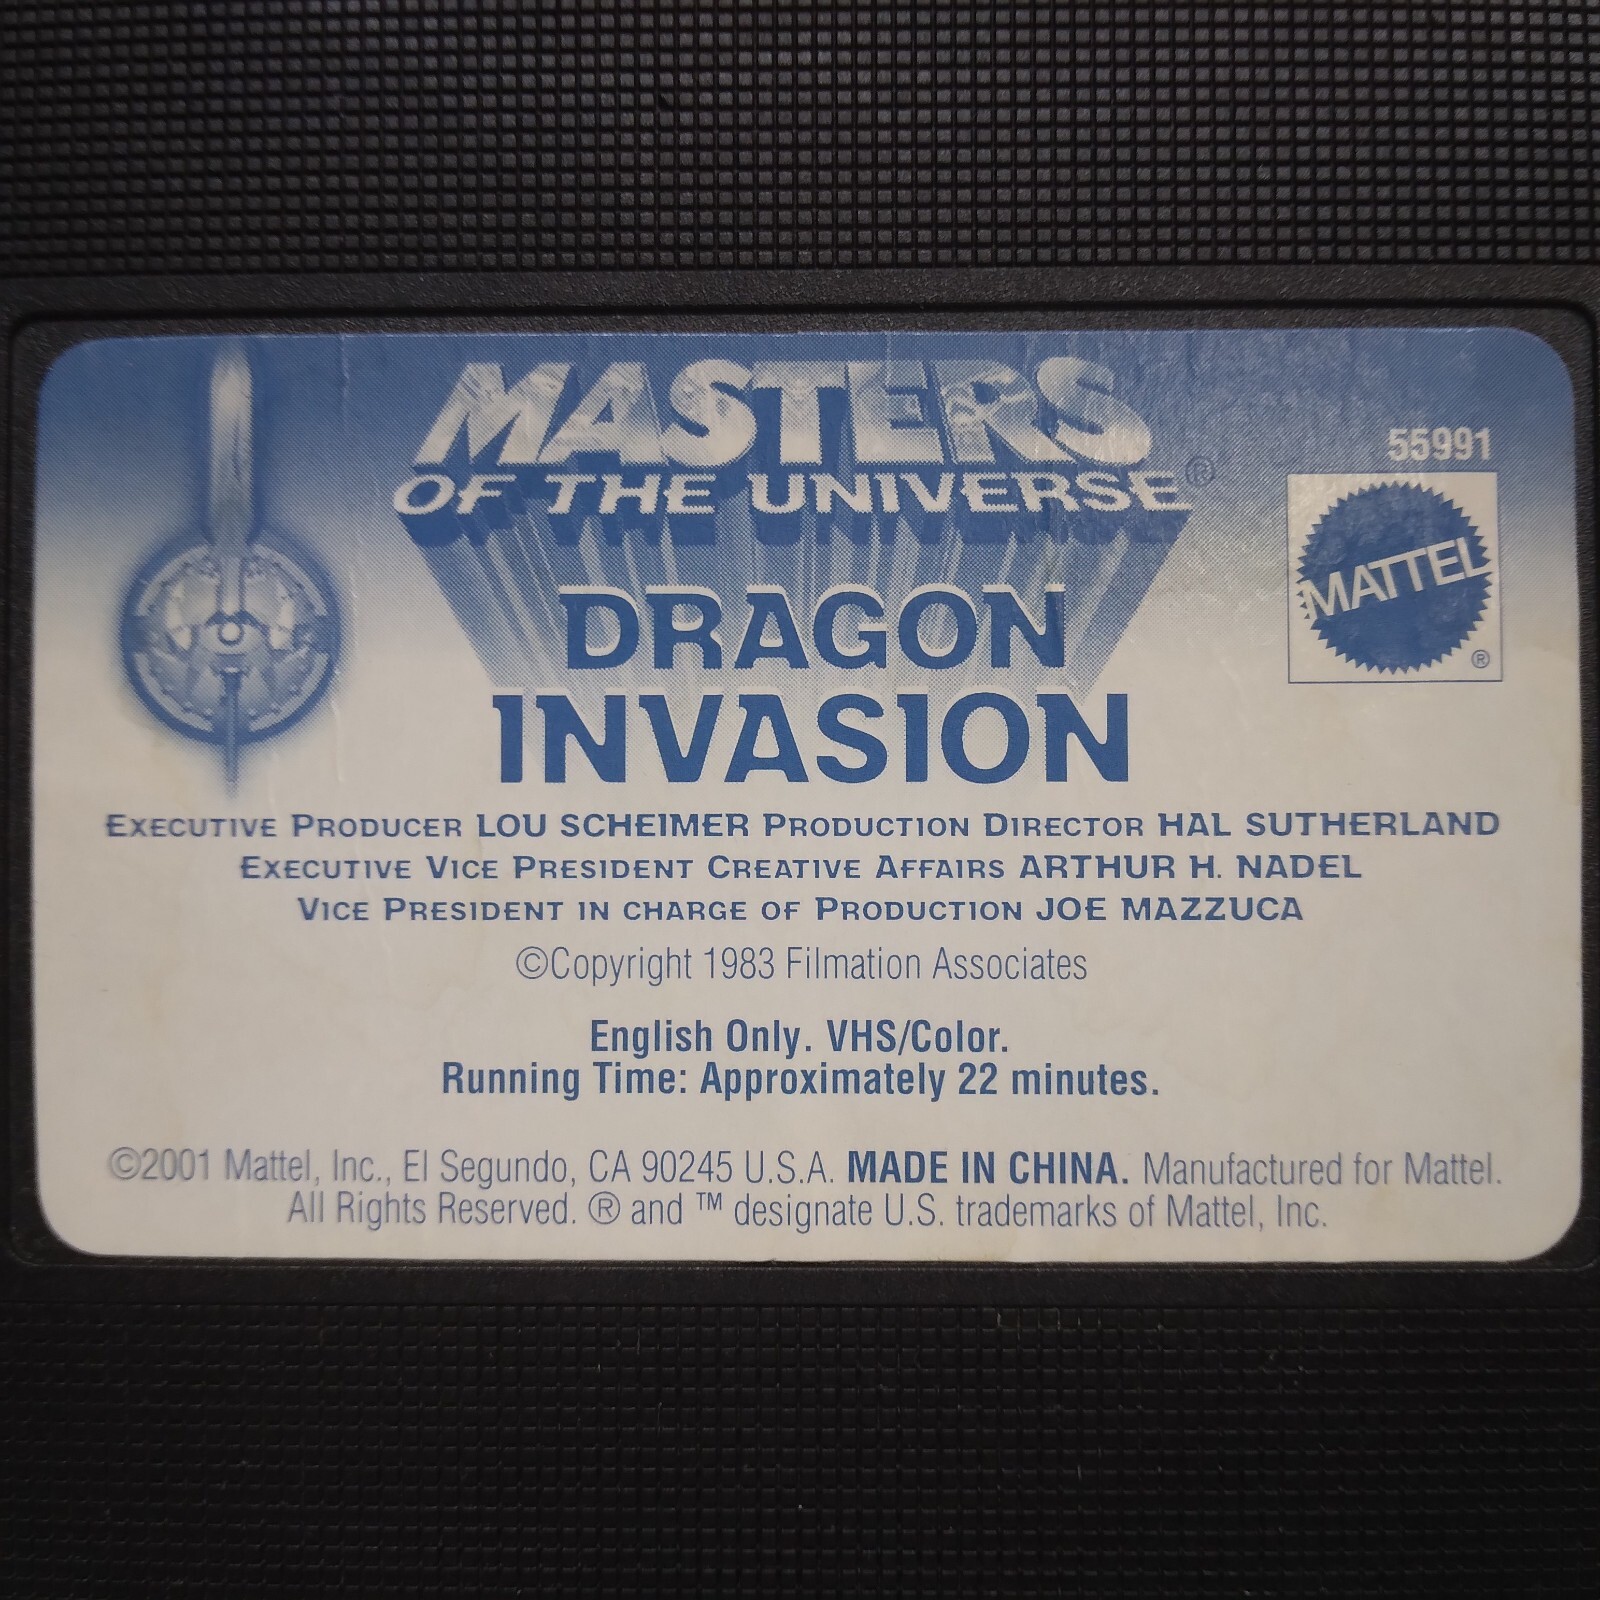 MASTERS
OF THE UNIVERSE®
55991
MATTEL
®
DRAGON
INVASION
EXECUTIVE PRODUCER LOU SCHEIMER PRODUCTION DIRECTOR HAL SUTHERLAND
EXECUTIVE VICE PRESIDENT CREATIVE AFFAIRS ARTHUR H. NADEL
VICE PRESIDENT IN CHARGE OF PRODUCTION JOE MAZZUCA
©Copyright 1983 Filmation Associates
English Only. VHS/Color.
Running Time: Approximately 22 minutes.
©2001 Mattel, Inc., El Segundo, CA 90245 U.S.A. MADE IN CHINA. Manufactured for Mattel.
All Rights Reserved. ® and ™ designate U.S. trademarks of Mattel, Inc.